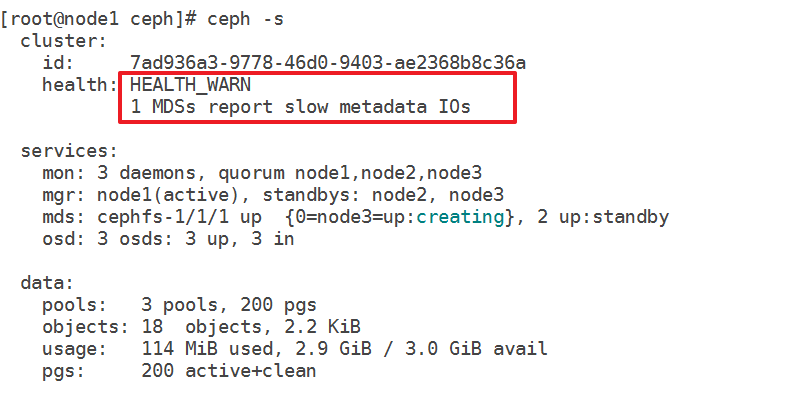 [root@node1 ceph]# ceph -s
  cluster:
    id:     7ad936a3-9778-46d0-9403-ae2368b8c36a
    health: HEALTH_WARN
            1 MDSs report slow metadata IOs

  services:
    mon: 3 daemons, quorum node1,node2,node3
    mgr: node1(active), standbys: node2, node3
    mds: cephfs-1/1/1 up  {0=node3=up:creating}, 2 up:standby
    osd: 3 osds: 3 up, 3 in

  data:
    pools:   3 pools, 200 pgs
    objects: 18  objects, 2.2 KiB
    usage:   114 MiB used, 2.9 GiB / 3.0 GiB avail
    pgs:     200 active+clean